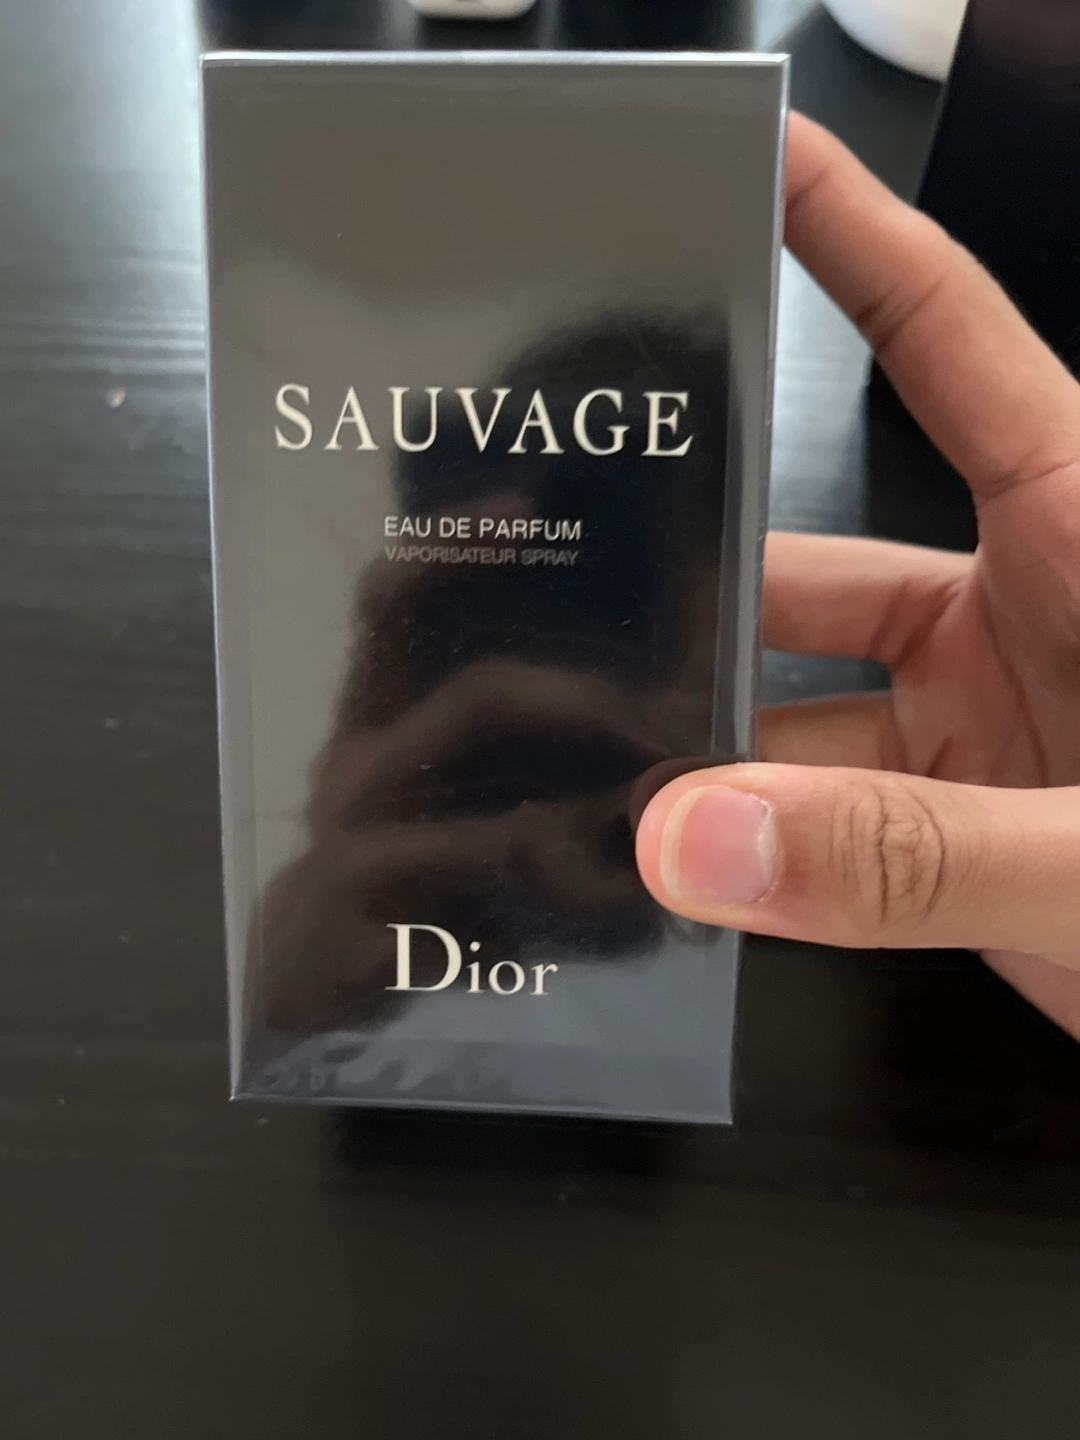 SAUVAGE
EAU DE PARFUM
VAPORISATEUR SPRAY
Dior